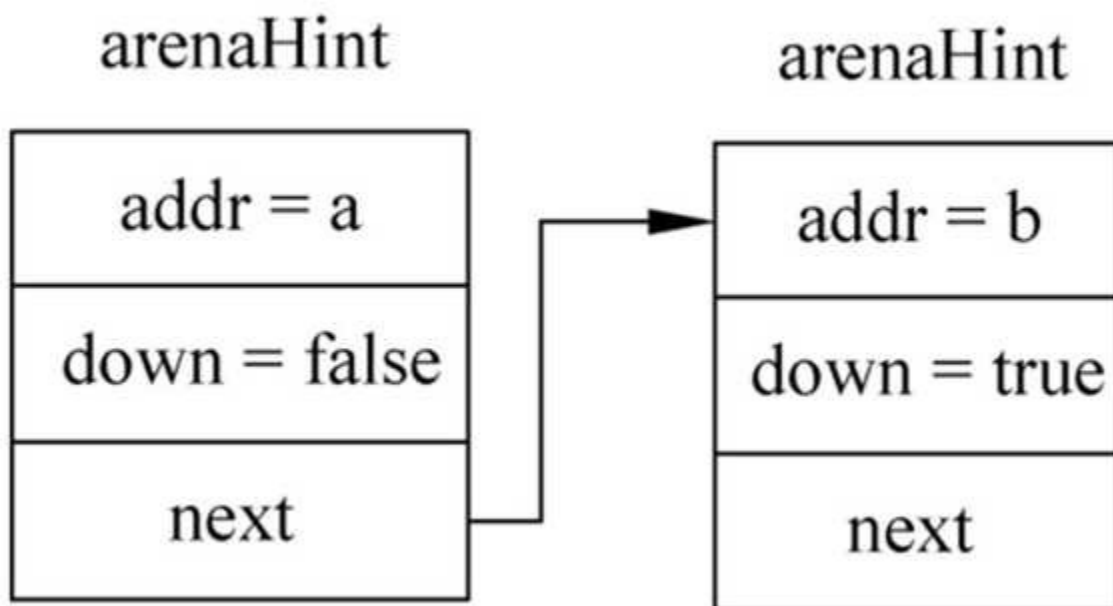 arenaHint
addr = a
down = false
next
arenaHint
addr = b
down = true
next